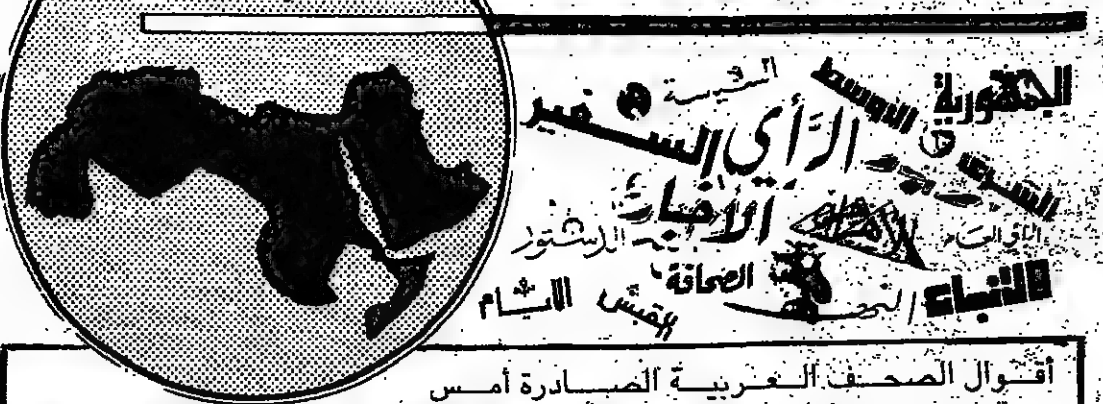 الجمهورية
السياسة
الشرق الاوسط
السفير
الرأي
الأخبار
الأهرام
الرأي العام
الدستور
الصحافة
الأنباء
القبس
الأيام
أقوال الصحف العربية الصادرة أمس